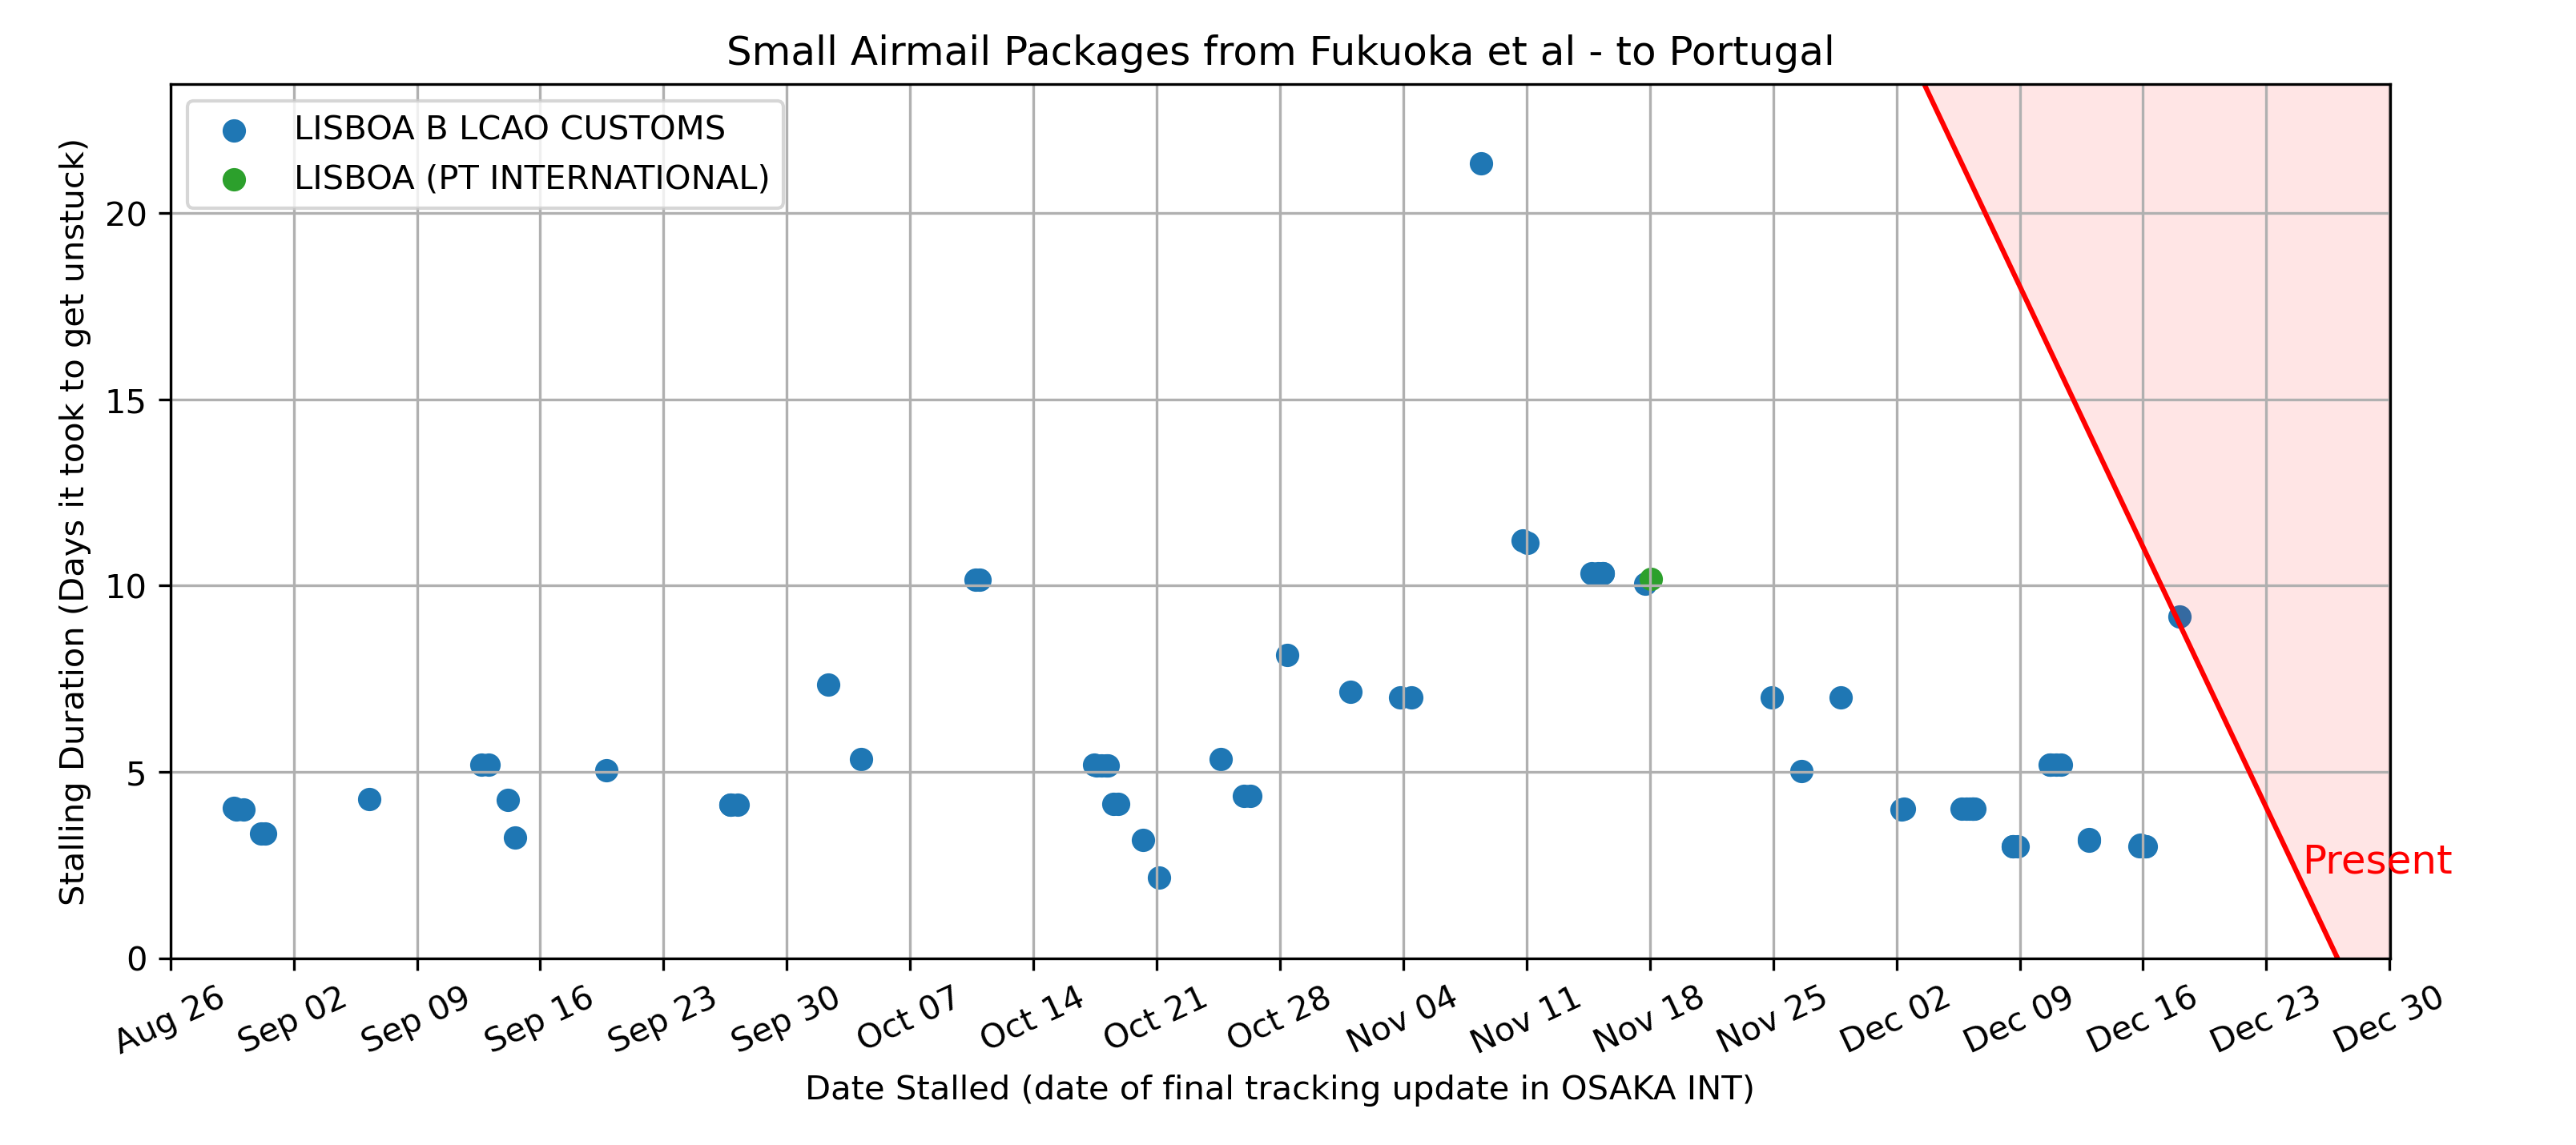 Small Airmail Packages from Fukuoka et al - to Portugal
LISBOA B LCAO CUSTOMS
LISBOA (PT INTERNATIONAL)
Stalling Duration (Days it took to get unstuck)
20
15
10
5
0
Present
Aug 26 Sep 02 Sep 09 Sep 16 Sep 23 Sep 30 Oct 07 Oct 14 Oct 21 Oct 28 Nov 04 Nov 11 Nov 18 Nov 25 Dec 02 Dec 09 Dec 16 Dec 23 Dec 30
Date Stalled (date of final tracking update in OSAKA INT)